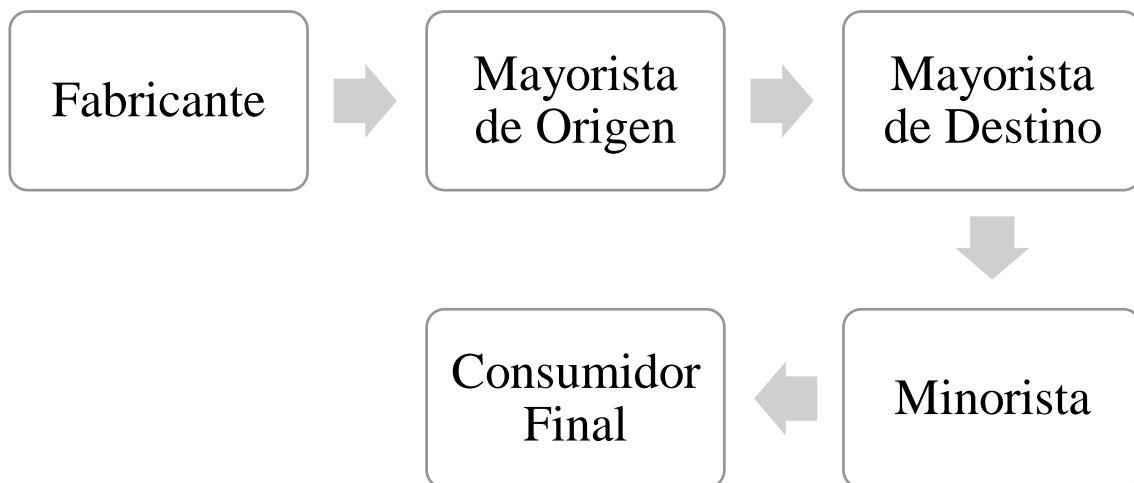 Fabricante
Mayorista
de Origen
Mayorista
de Destino
Minorista
Consumidor
Final